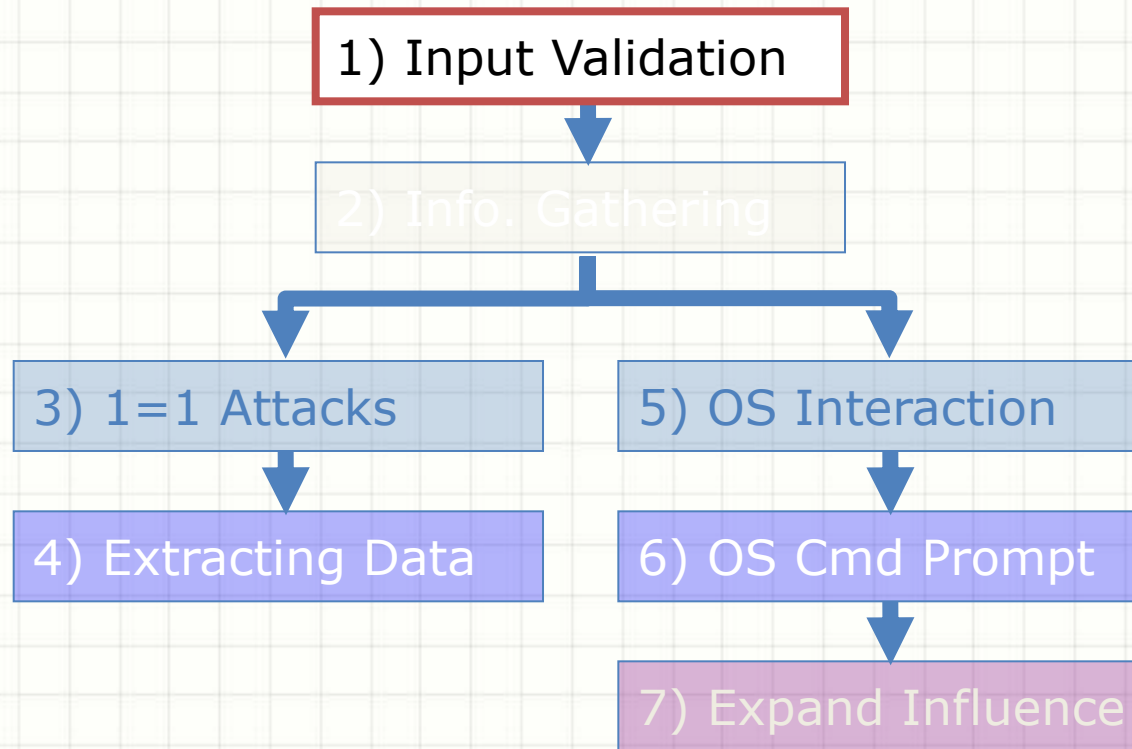 1) Input Validation
2) Info. Gathering
3) 1=1 Attacks
5) OS Interaction
4) Extracting Data
6) OS Cmd Prompt
7) Expand Influence